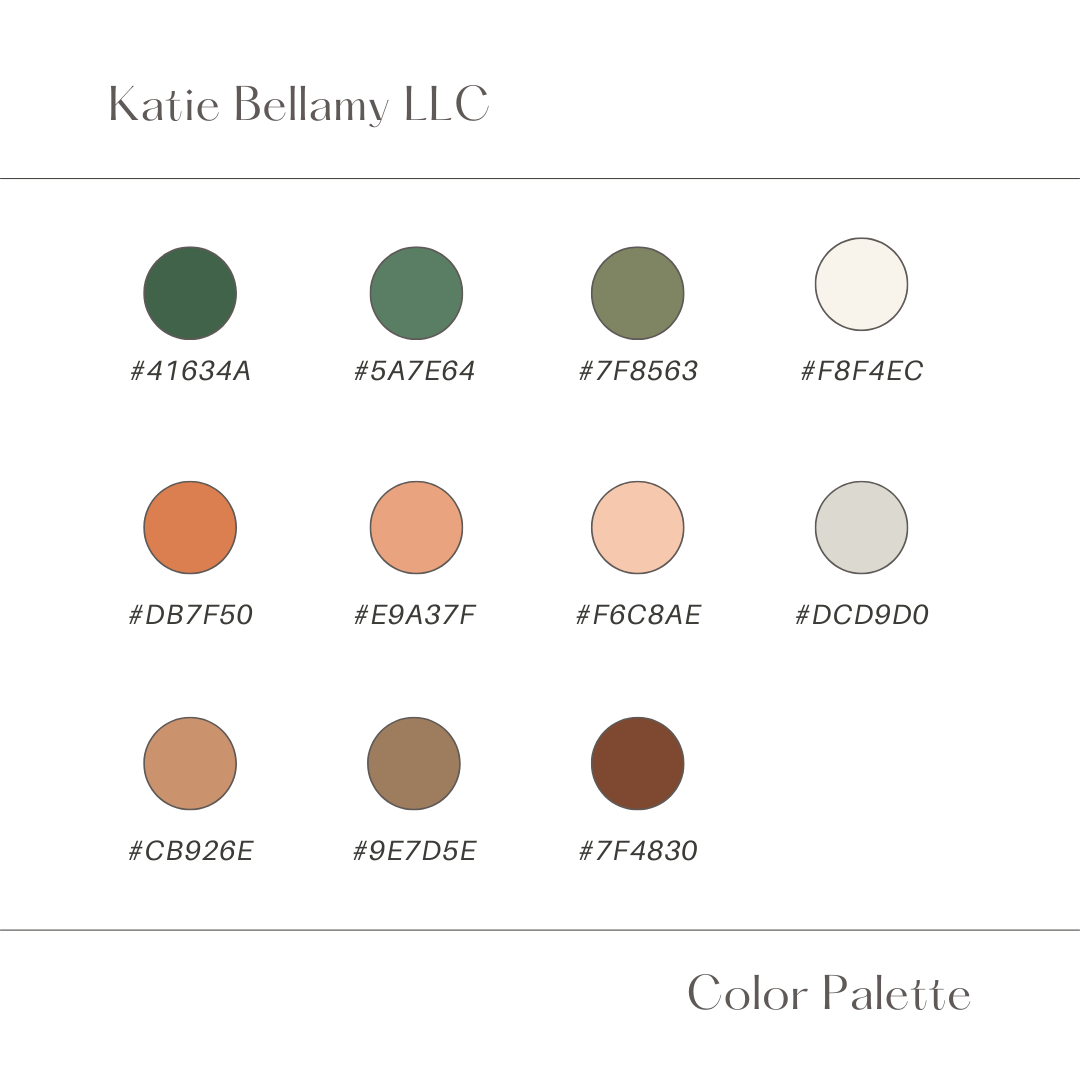 Katie Bellamy LLC
#41634A #5A7E64 #7F8563 #F8F4EC
#DB7F50 #E9A37F #F6C8AE #DCD9D0
#CB926E #9E7D5E #7F4830
Color Palette